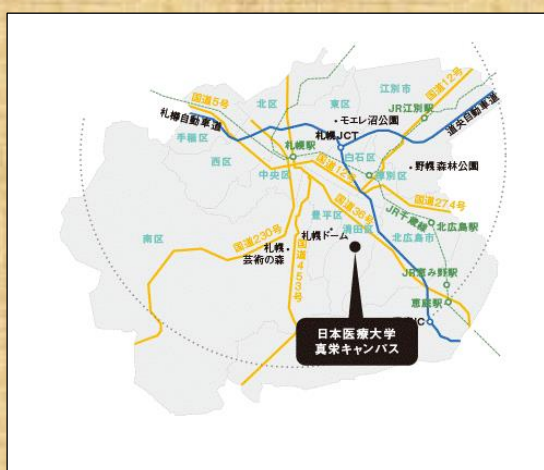 国道12号
江別市
国道5号
北区
東区
JR江別駅
札樽自動車道
モエレ沼公園
道央自動車道
手稲区
札幌JCT
札幌駅
白石区
西区
国道12号
野幌森林公園
中央区
厚別区
国道274号
国道36号
JR千歳線
豊平区
北広島駅
国道230号
札幌ドーム
清田区
南区
北広島市
札幌
芸術の森
国道453号
JR恵み野駅
恵庭駅
日本医療大学
真栄キャンパス
IC